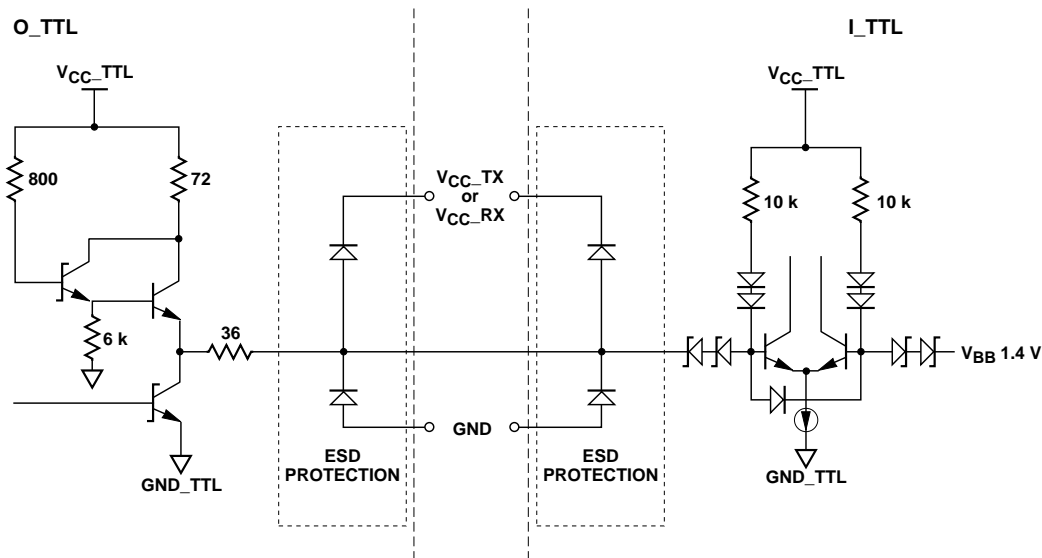 O_TTL
I_TTL
VCC_TTL
VCC_TTL
800
72
VCC_TX
or
VCC_RX
10 k
10 k
6 k
36
VBB 1.4 V
GND
GND_TTL
ESD
PROTECTION
ESD
PROTECTION
GND_TTL